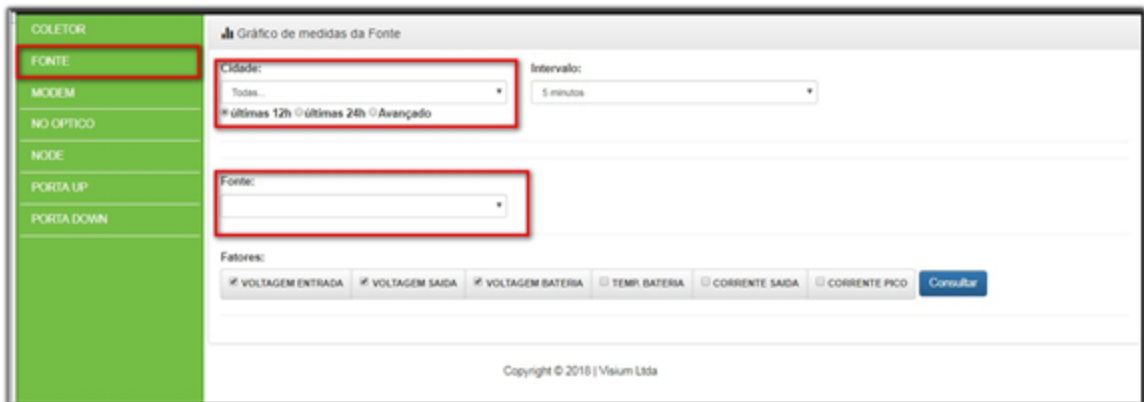 COLETOR
FONTE
MODEM
NO OPTICO
NODE
PORTA UP
PORTA DOWN
Gráfico de medidas da Fonte
Cidade:
Todas...
últimas 12h últimas 24h Avançado
Intervalo:
5 minutos
Fonte:
Fatores:
VOLTAGEM ENTRADA VOLTAGEM SAIDA VOLTAGEM BATERIA TEMP. BATERIA CORRENTE SAIDA CORRENTE PICO Consultar
Copyright © 2018 | Visium Ltda